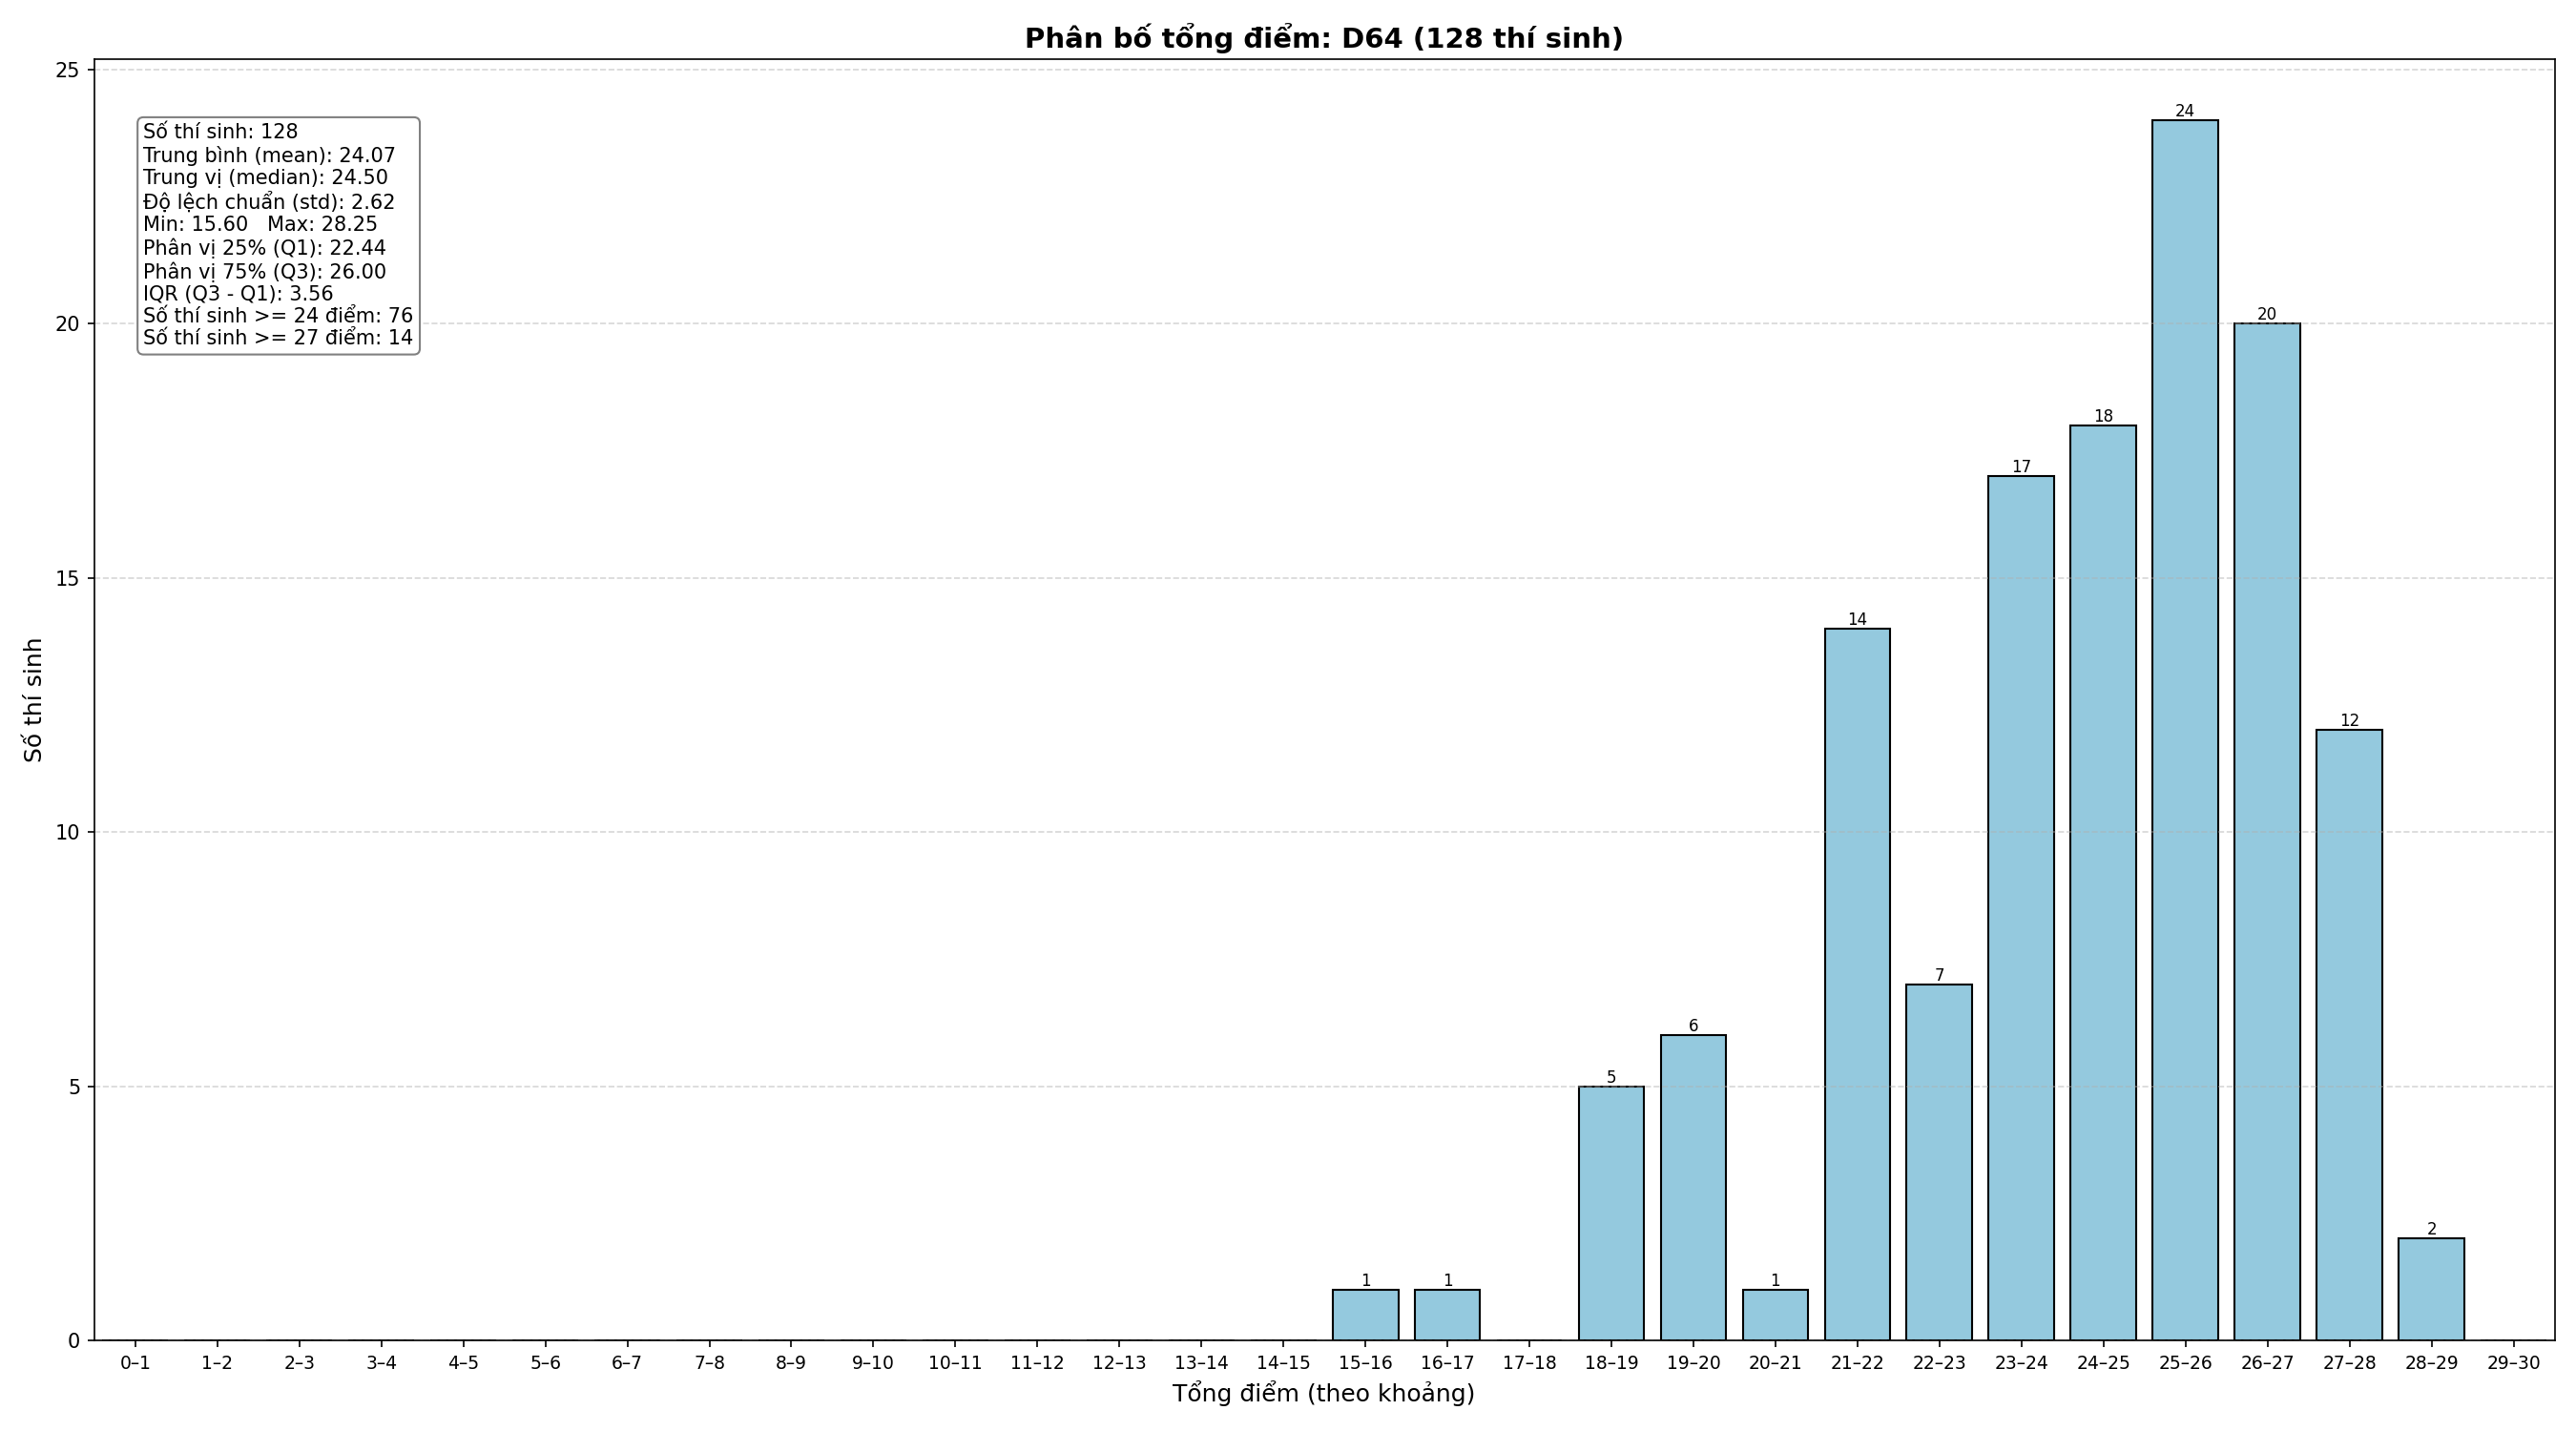 Phân bố tổng điểm: D64 (128 thí sinh)
25
20
15
10
5
0
Số thí sinh
Số thí sinh: 128
Trung bình (mean): 24.07
Trung vị (median): 24.50
Độ lệch chuẩn (std): 2.62
Min: 15.60   Max: 28.25
Phân vị 25% (Q1): 22.44
Phân vị 75% (Q3): 26.00
IQR (Q3 - Q1): 3.56
Số thí sinh >= 24 điểm: 76
Số thí sinh >= 27 điểm: 14
1 1 5 6 1 14 7 17 18 24 20 12 2
0–1 1–2 2–3 3–4 4–5 5–6 6–7 7–8 8–9 9–10 10–11 11–12 12–13 13–14 14–15 15–16 16–17 17–18 18–19 19–20 20–21 21–22 22–23 23–24 24–25 25–26 26–27 27–28 28–29 29–30
Tổng điểm (theo khoảng)